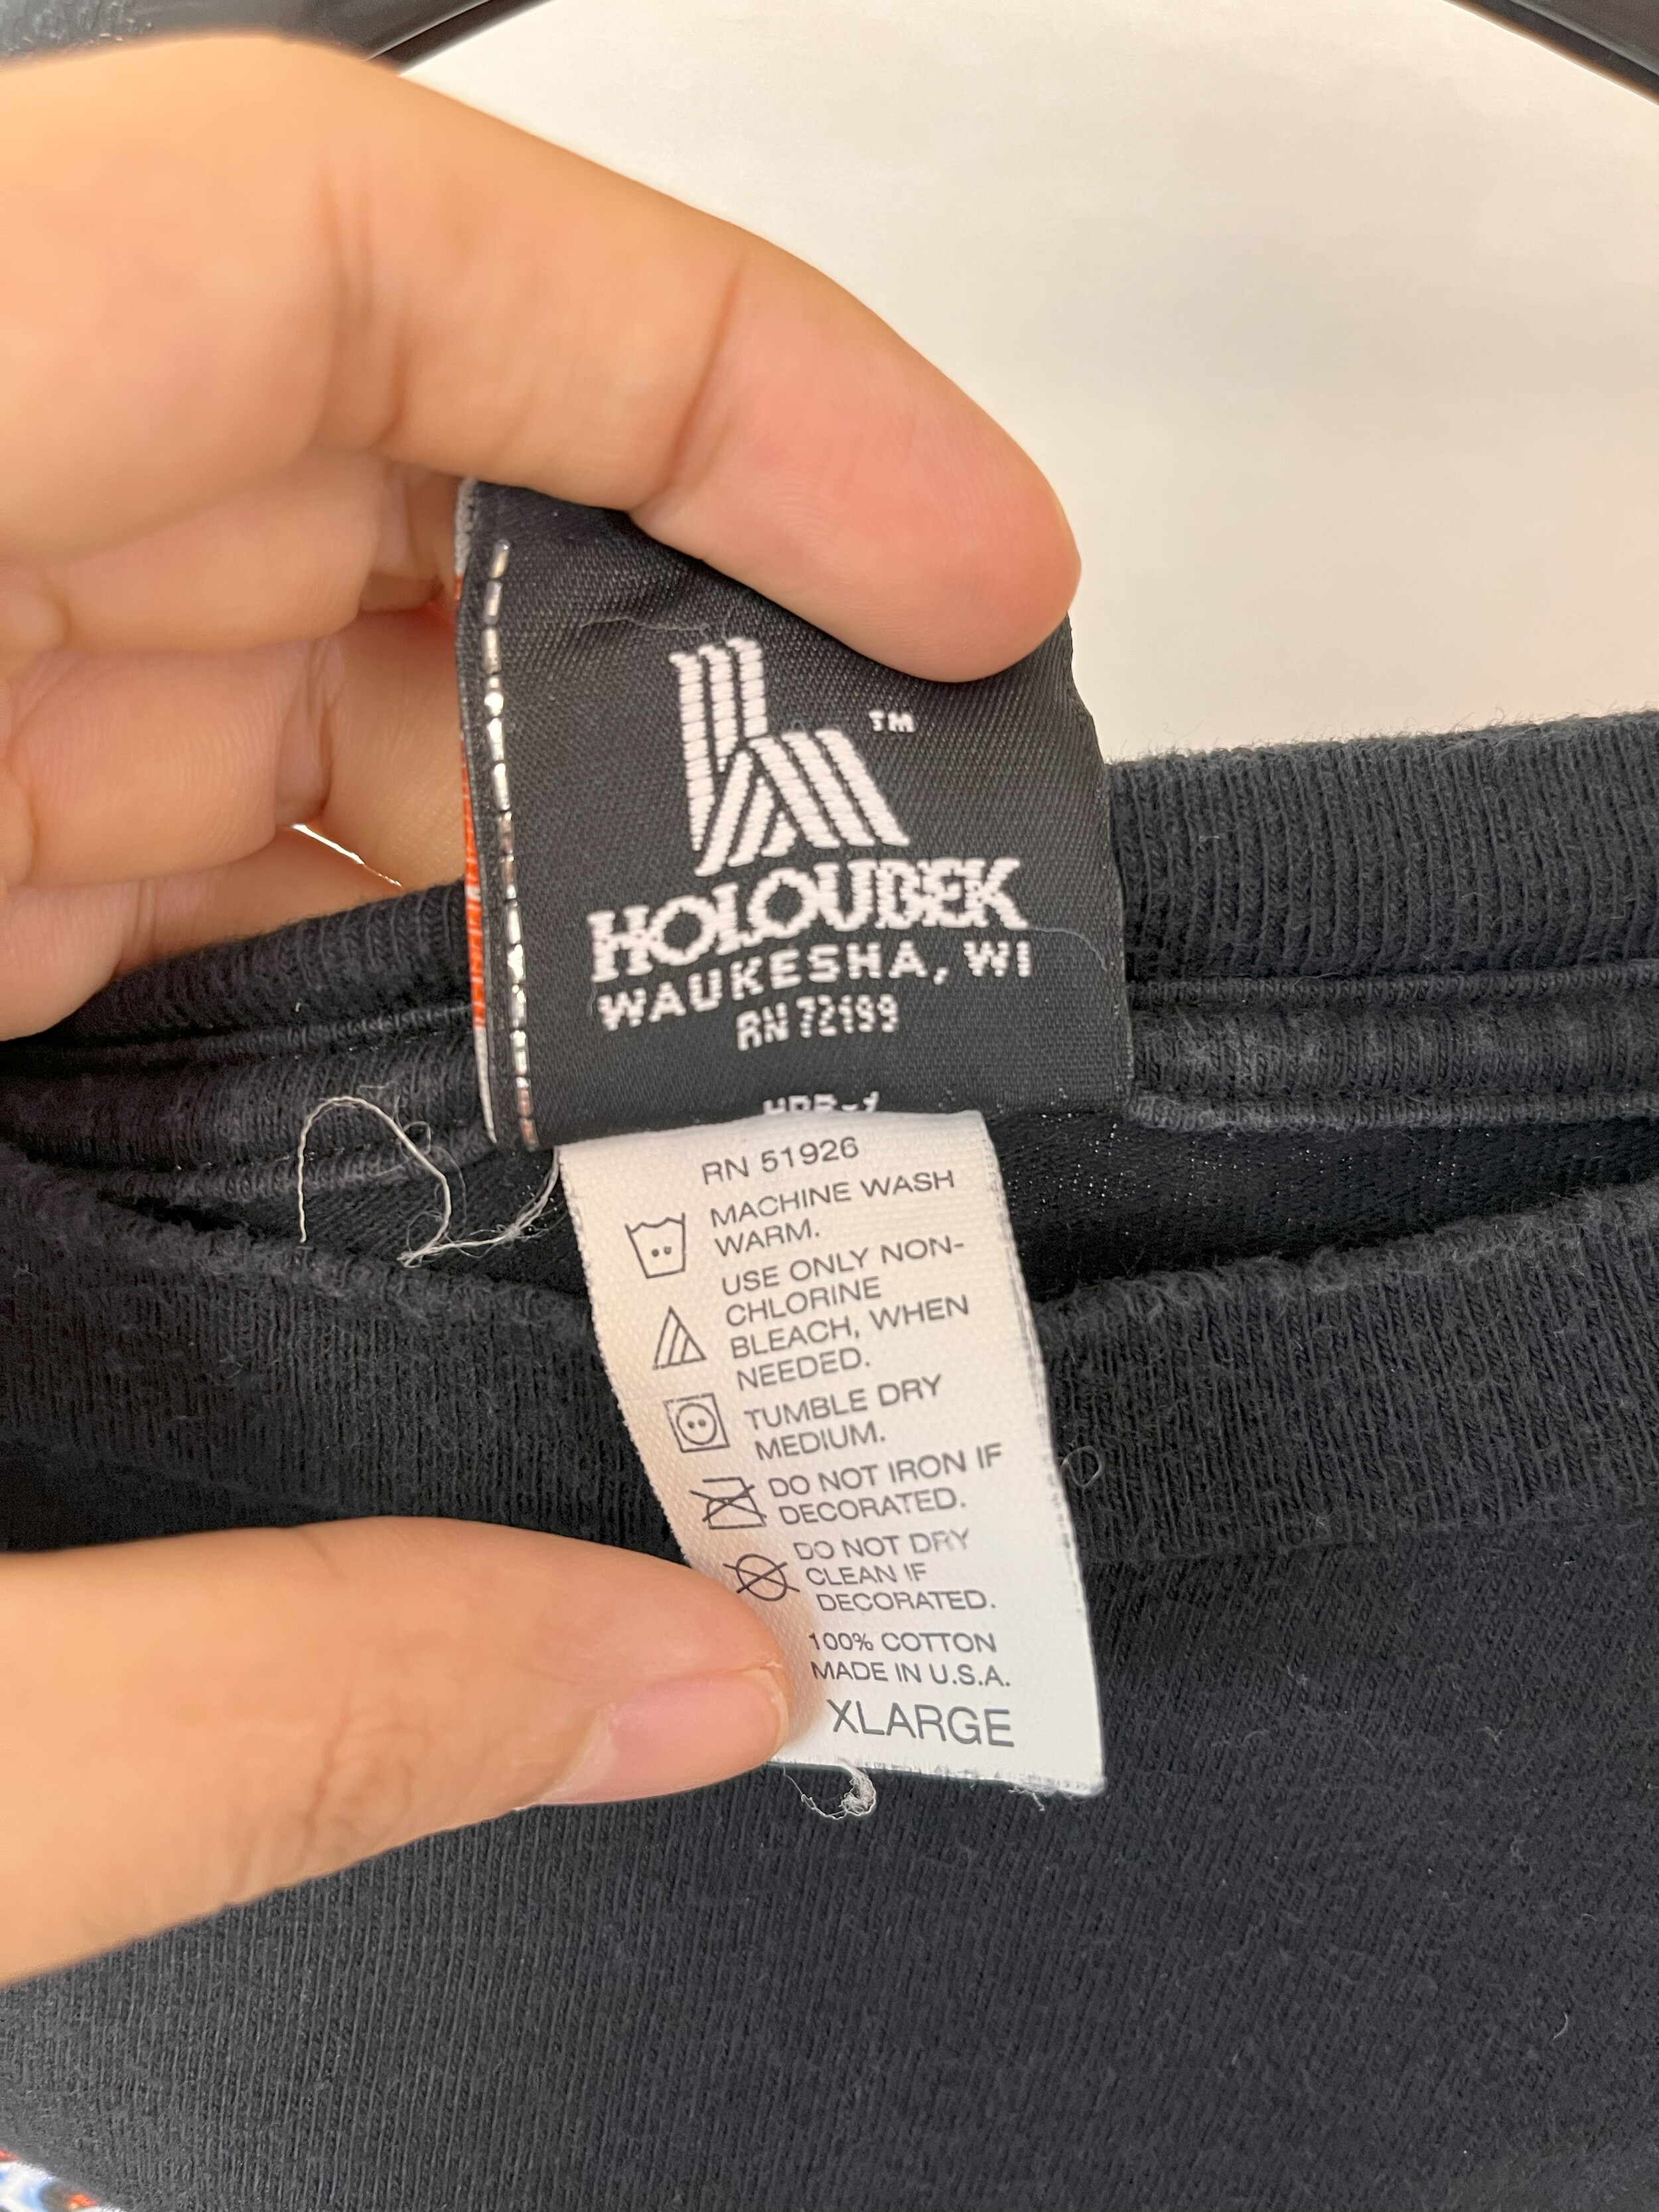 TM
HOLOUBEK
WAUKESHA, WI
RN 72199
RN 51926
MACHINE WASH
WARM.
USE ONLY NON-
CHLORINE
BLEACH, WHEN
NEEDED.
TUMBLE DRY
MEDIUM.
DO NOT IRON IF
DECORATED.
DO NOT DRY
CLEAN IF
DECORATED.
100% COTTON
MADE IN U.S.A.
XLARGE